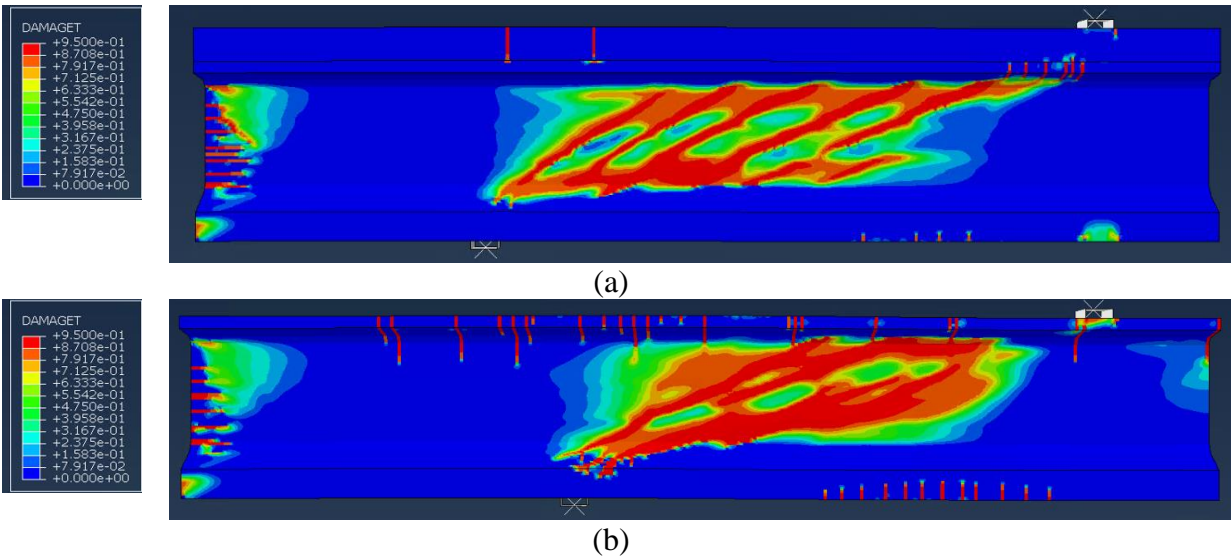 DAMAGET
+9.500e-01
+8.708e-01
+7.917e-01
+7.125e-01
+6.333e-01
+5.542e-01
+4.750e-01
+3.958e-01
+3.167e-01
+2.375e-01
+1.583e-01
+7.917e-02
+0.000e+00
(a)
DAMAGET
+9.500e-01
+8.708e-01
+7.917e-01
+7.125e-01
+6.333e-01
+5.542e-01
+4.750e-01
+3.958e-01
+3.167e-01
+2.375e-01
+1.583e-01
+7.917e-02
+0.000e+00
(b)